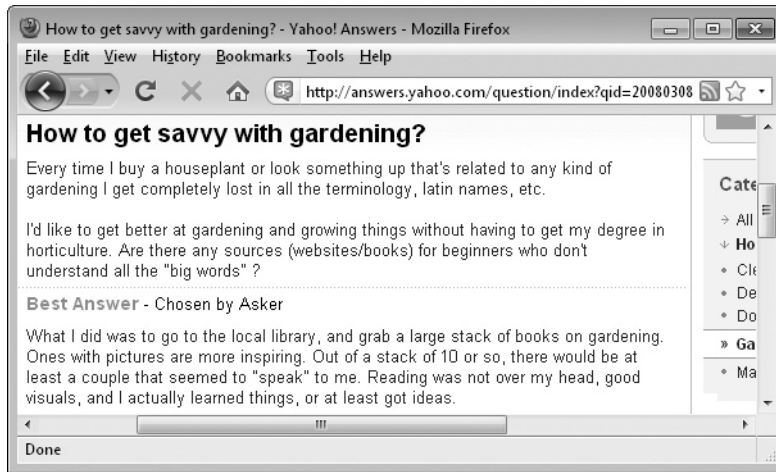 How to get savvy with gardening? - Yahoo! Answers - Mozilla Firefox
File Edit View History Bookmarks Tools Help
http://answers.yahoo.com/question/index?qid=20080308
How to get savvy with gardening?
Every time I buy a houseplant or look something up that's related to any kind of
gardening I get completely lost in all the terminology, latin names, etc.
I'd like to get better at gardening and growing things without having to get my degree in
horticulture. Are there any sources (websites/books) for beginners who don't
understand all the "big words" ?
Best Answer - Chosen by Asker
What I did was to go to the local library, and grab a large stack of books on gardening.
Ones with pictures are more inspiring. Out of a stack of 10 or so, there would be at
least a couple that seemed to "speak" to me. Reading was not over my head, good
visuals, and I actually learned things, or at least got ideas.
Cate
All
Ho
Cle
De
Do
» Ga
Ma
Done